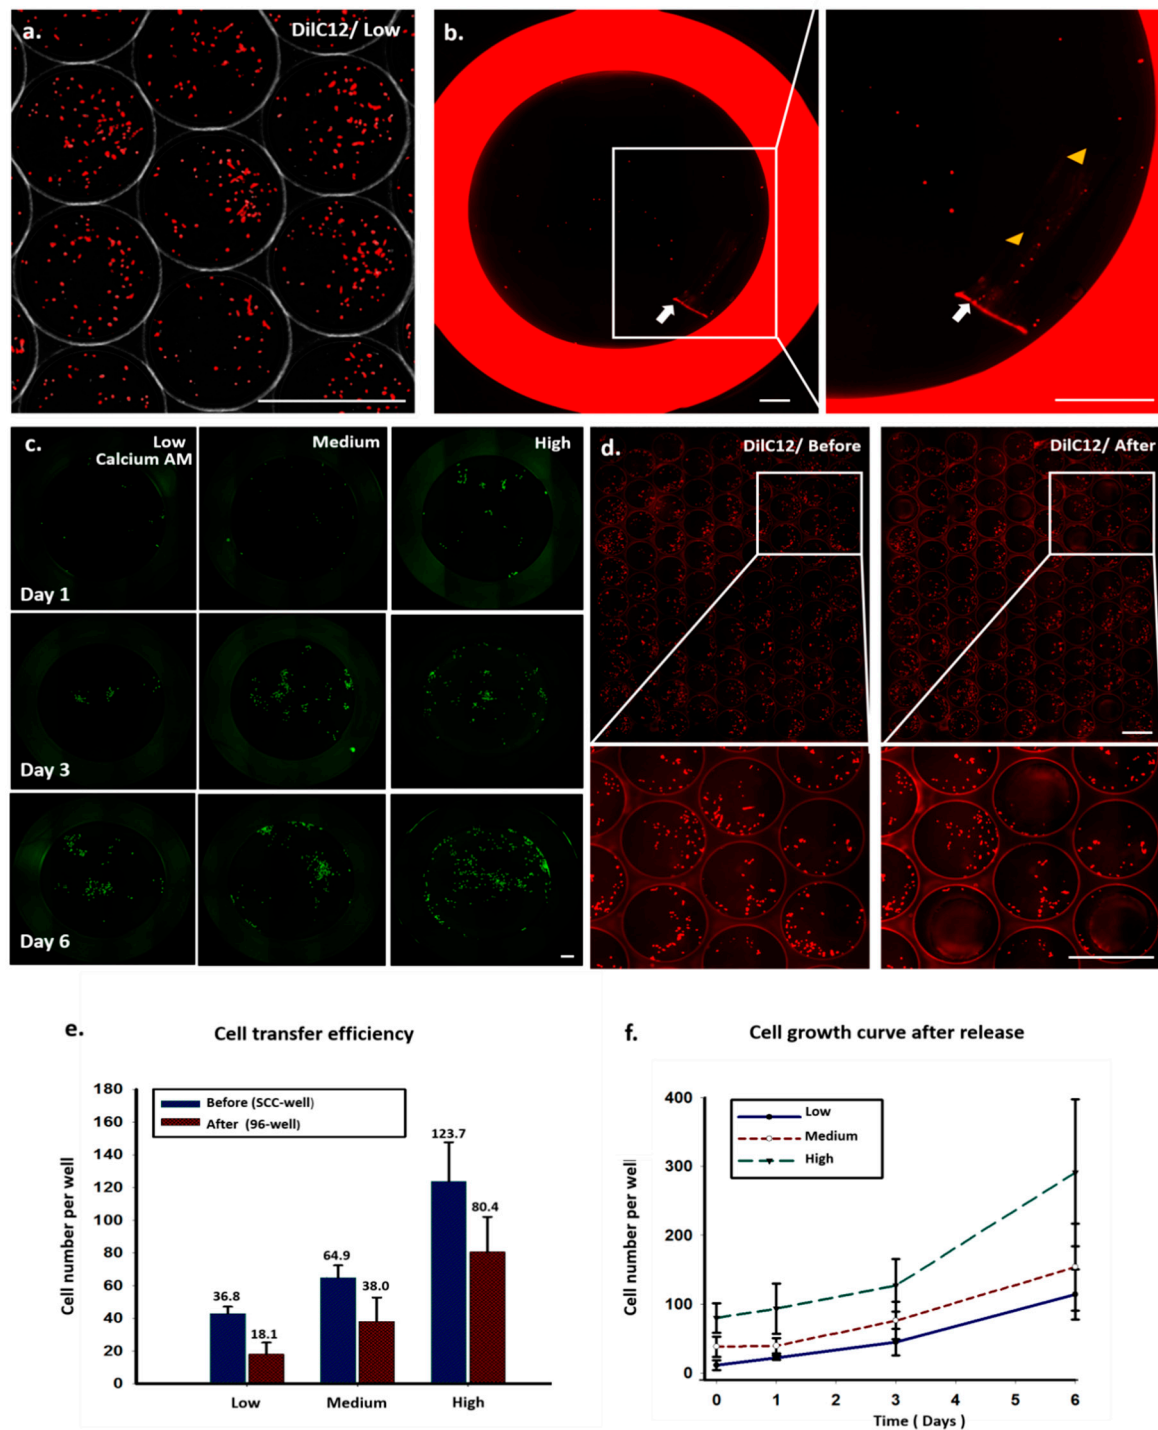 a.
DilC12/ Low
b.
c.
Low
Calcium AM
Medium
High
Day 1
Day 3
Day 6
d.
DilC12/ Before
DilC12/ After
e.
Cell transfer efficiency
Cell number per well
180
160
140
120
100
80
60
40
20
0
Before (SCC-well)
After (96-well)
36.8
18.1
64.9
38.0
123.7
80.4
Low
Medium
High
f.
Cell growth curve after release
Cell number per well
400
300
200
100
0
Low
Medium
High
0 1 2 3 4 5 6
Time ( Days )